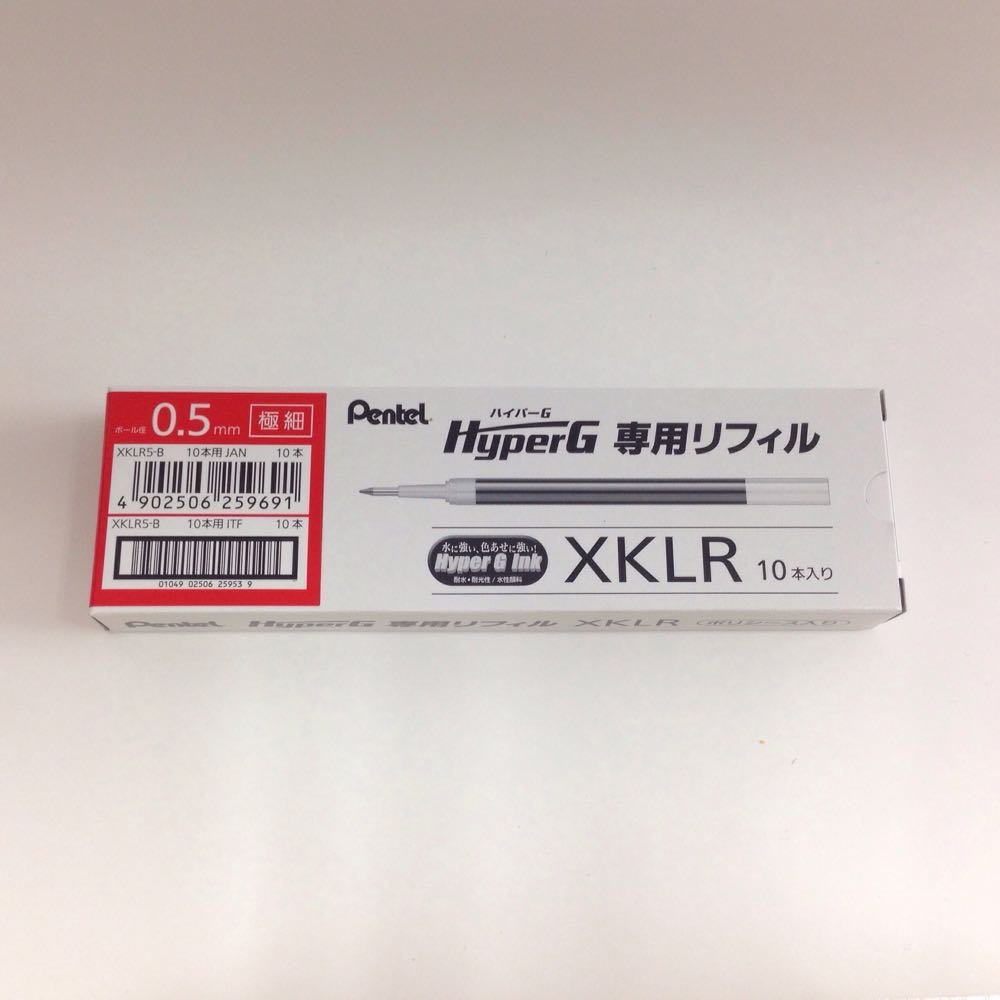 ボール径 0.5mm 極細
XKLR5-B 10本用 JAN 10本
4 902506 259691
XKLR5-B 10本用 ITF 10本
01049 02506 25953 9
Pentel
ハイパーG
HyperG 専用リフィル
水に強い、色あせに強い!
Hyper G Ink
耐水・耐光性/水性顔料
XKLR 10本入り
Pentel HyperG 専用リフィル XKLR